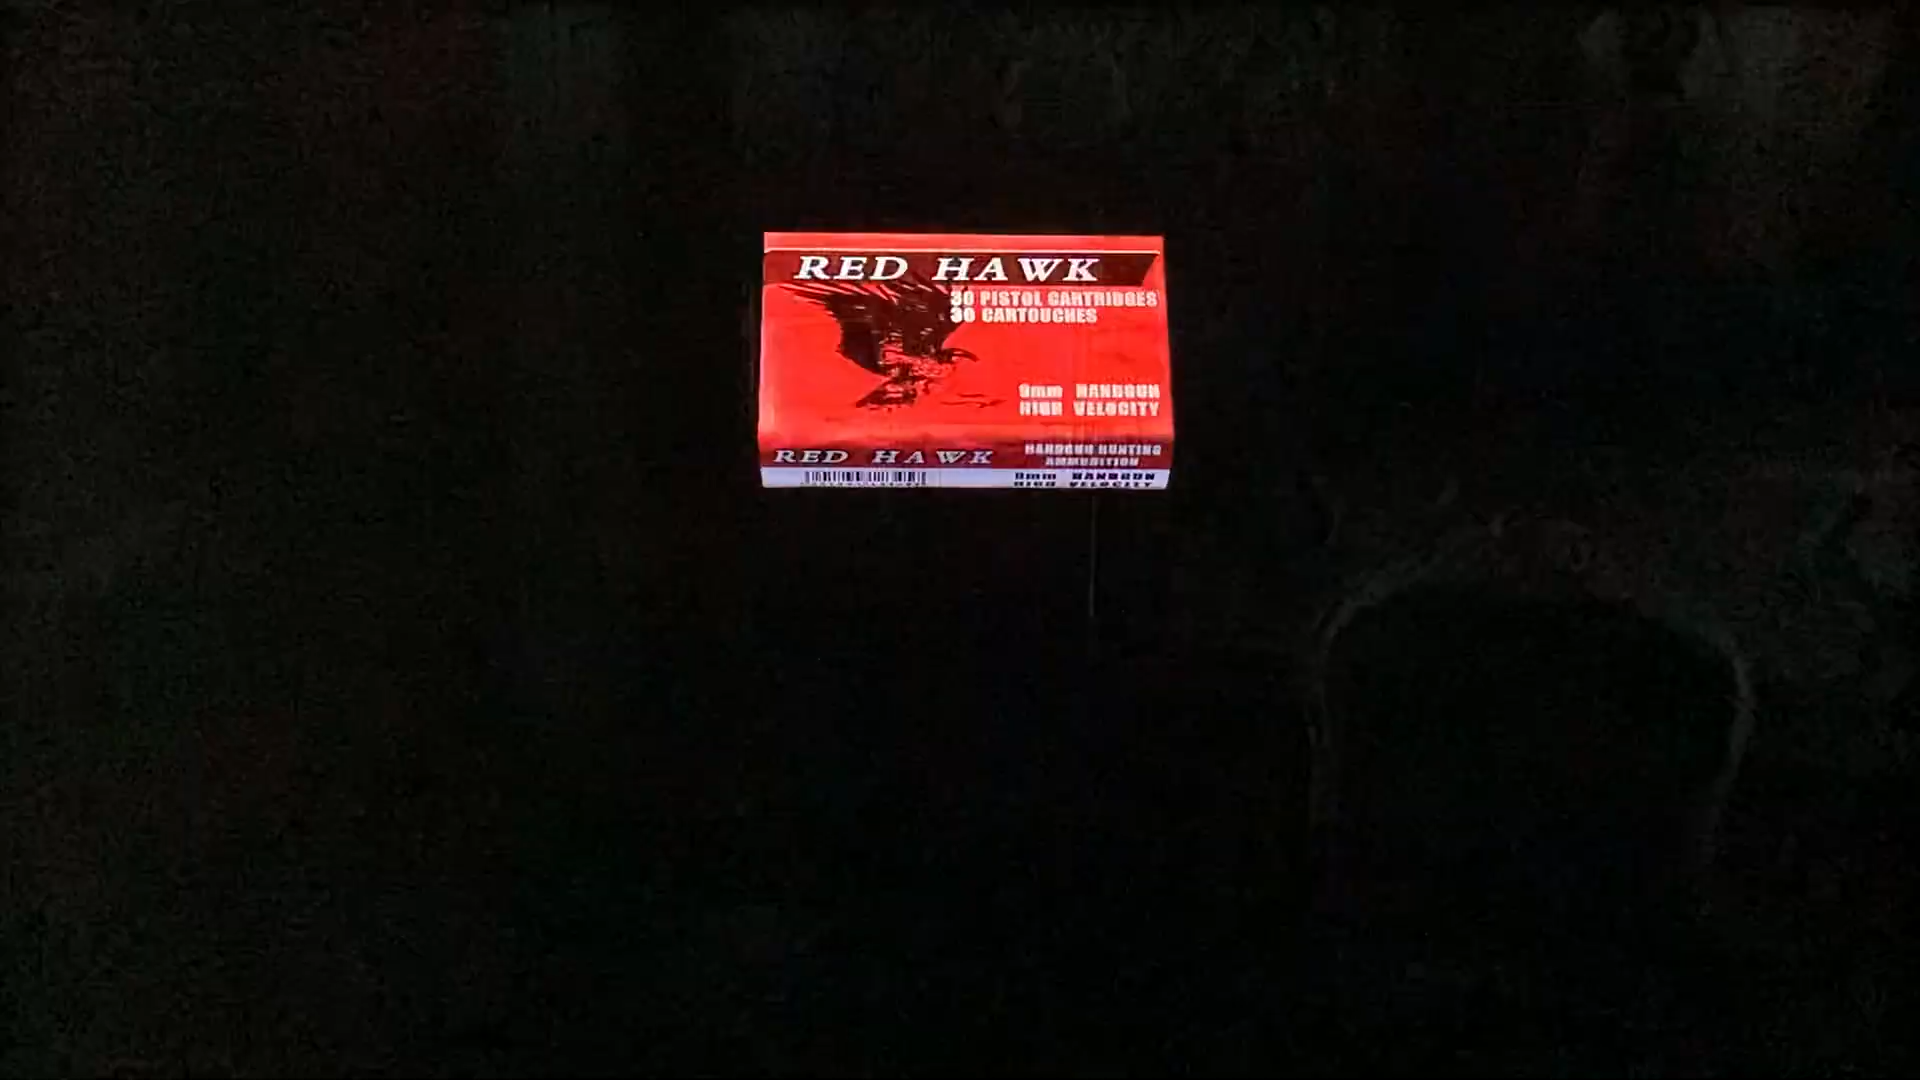 RED HAWK
30 PISTOL CARTRIDGES
30 CARTOUCHES
9mm HANDGUN
HIGH VELOCITY
RED HAWK
HANDGUN HUNTING
AMMUNITION
9mm HANDGUN
HIGH VELOCITY